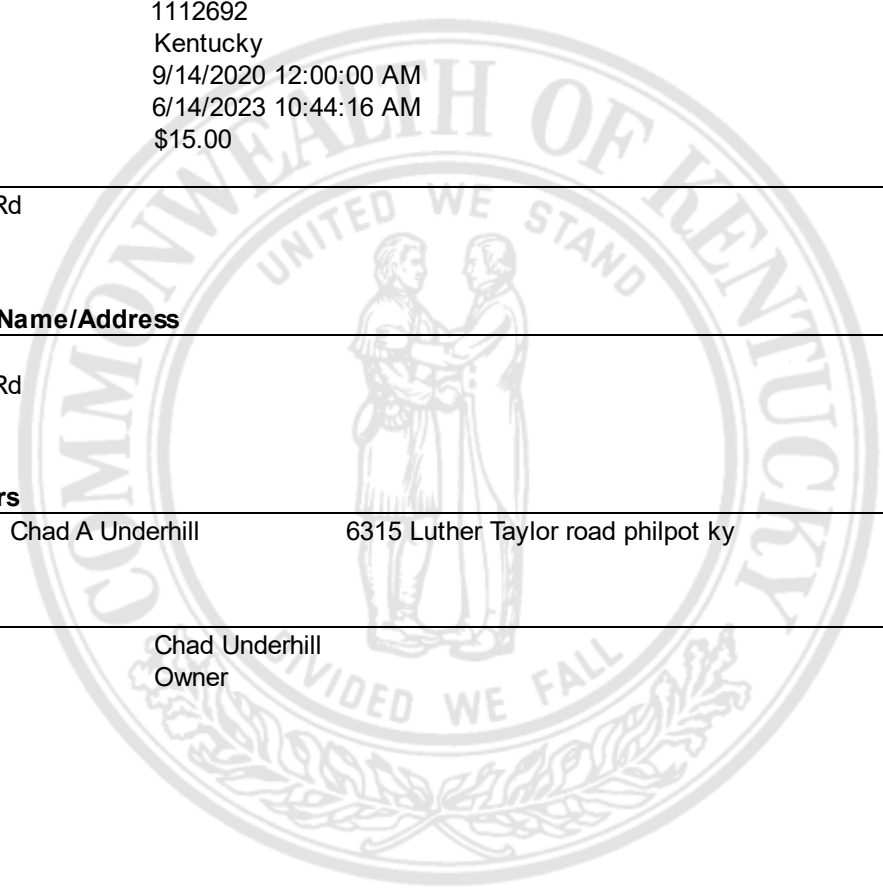 1112692
Kentucky
9/14/2020 12:00:00 AM
6/14/2023 10:44:16 AM
$15.00
Rd
Name/Address
Rd
rs
Chad A Underhill 6315 Luther Taylor road philpot ky
Chad Underhill
Owner
COMMONWEALTH OF KENTUCKY
UNITED WE STAND
DIVIDED WE FALL